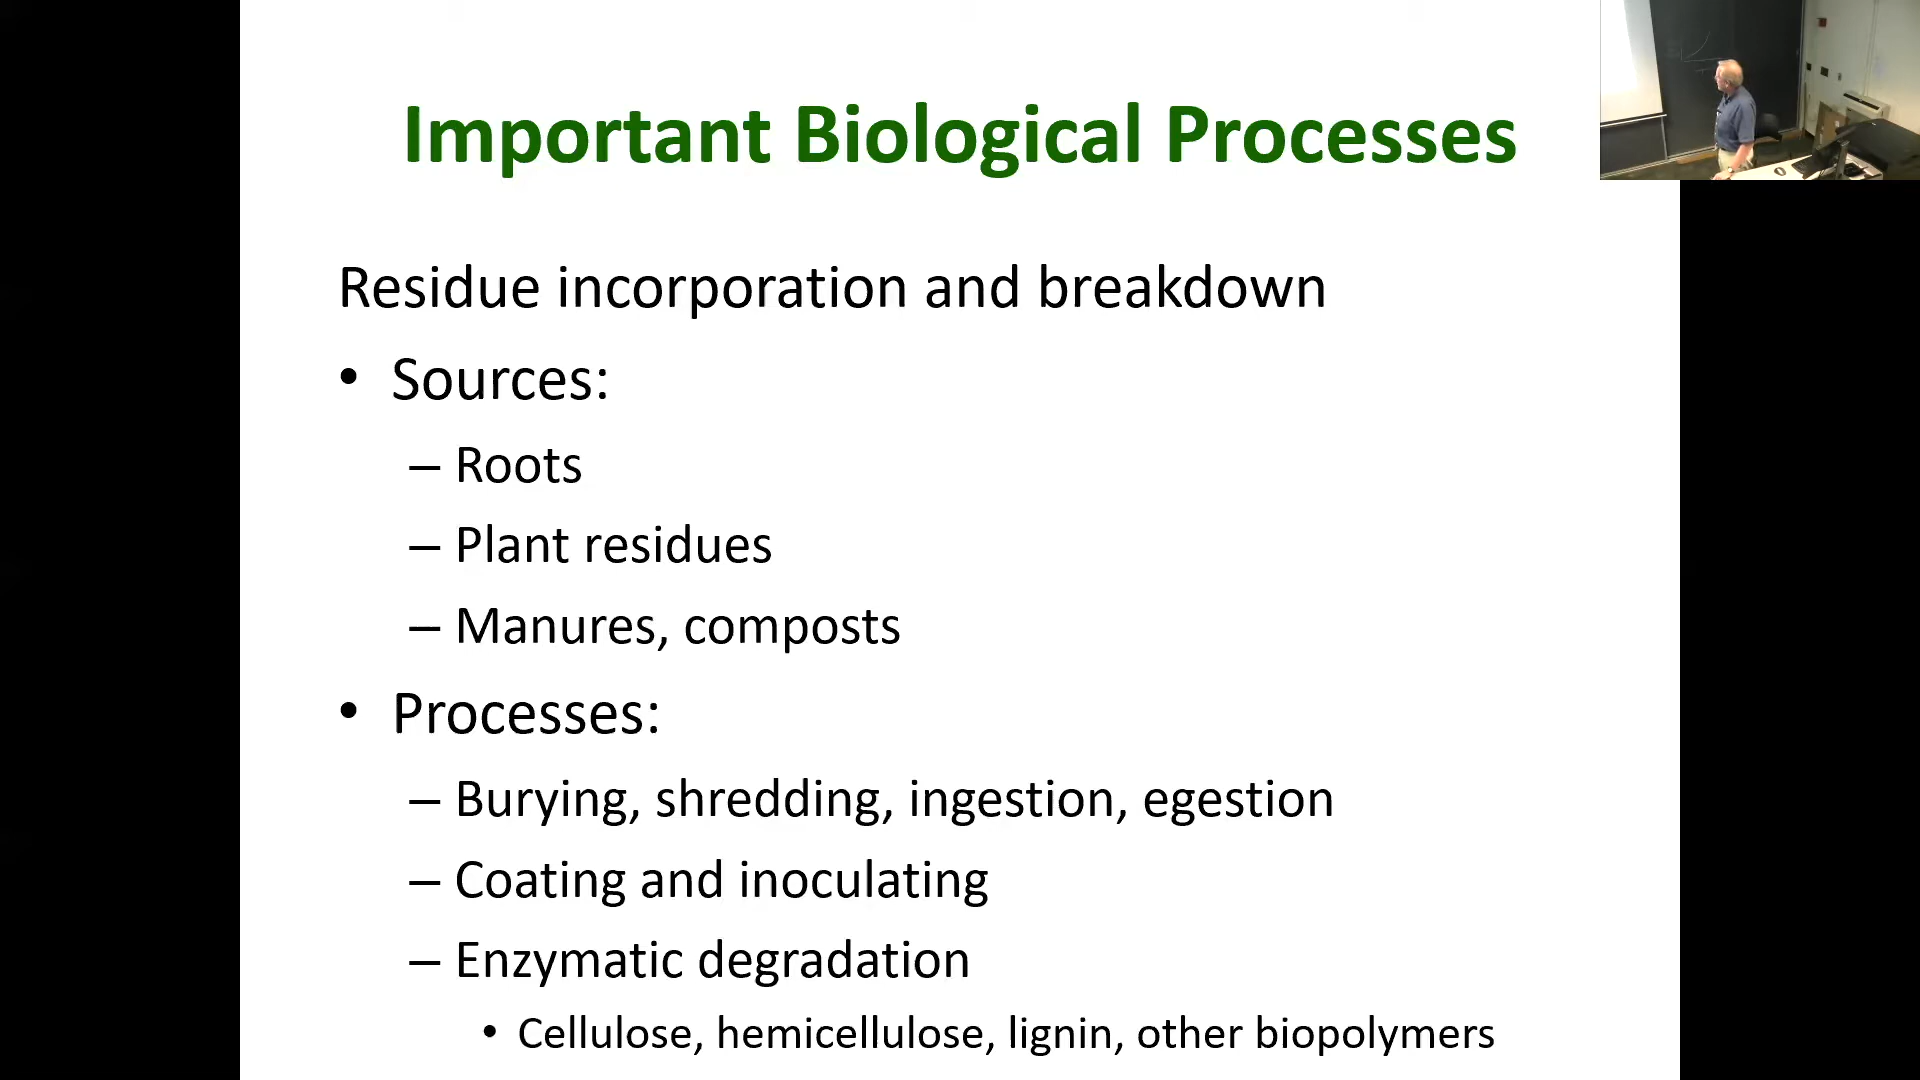 Important Biological Processes
Residue incorporation and breakdown
• Sources:
– Roots
– Plant residues
– Manures, composts
• Processes:
– Burying, shredding, ingestion, egestion
– Coating and inoculating
– Enzymatic degradation
• Cellulose, hemicellulose, lignin, other biopolymers